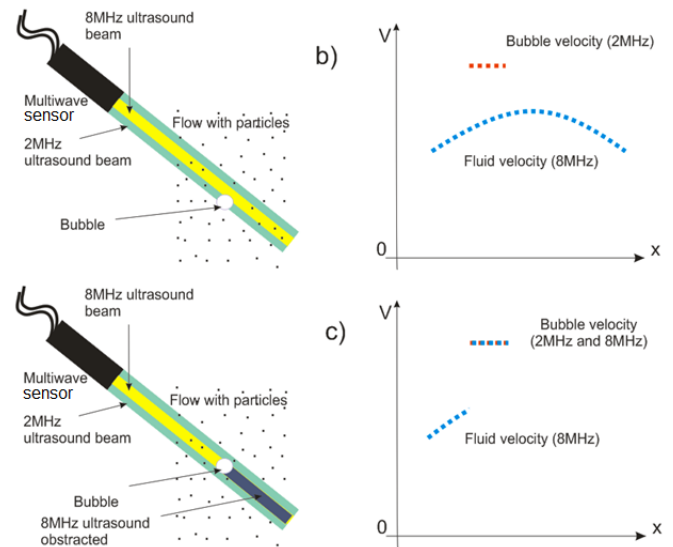 8MHz ultrasound
beam
Multiwave
sensor
2MHz
ultrasound beam
Flow with particles
Bubble
b)
V
Bubble velocity (2MHz)
Fluid velocity (8MHz)
0
x
8MHz ultrasound
beam
Multiwave
sensor
2MHz
ultrasound beam
Flow with particles
Bubble
8MHz ultrasound
obstracted
c)
V
Bubble velocity
(2MHz and 8MHz)
Fluid velocity (8MHz)
0
x